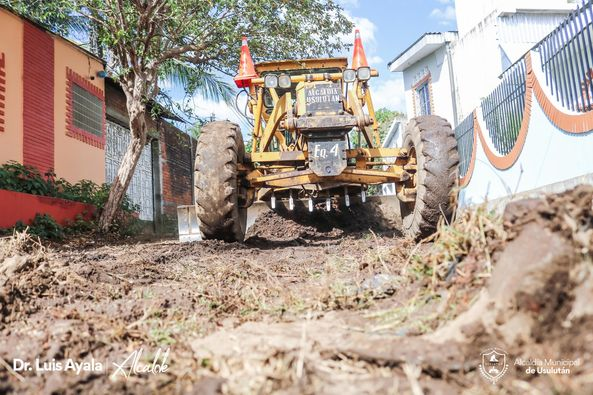 ALCALDIA
USULUTAN
Eq. 4
Dr. Luis Ayala | Alcalde
Alcaldía Municipal
de Usulután